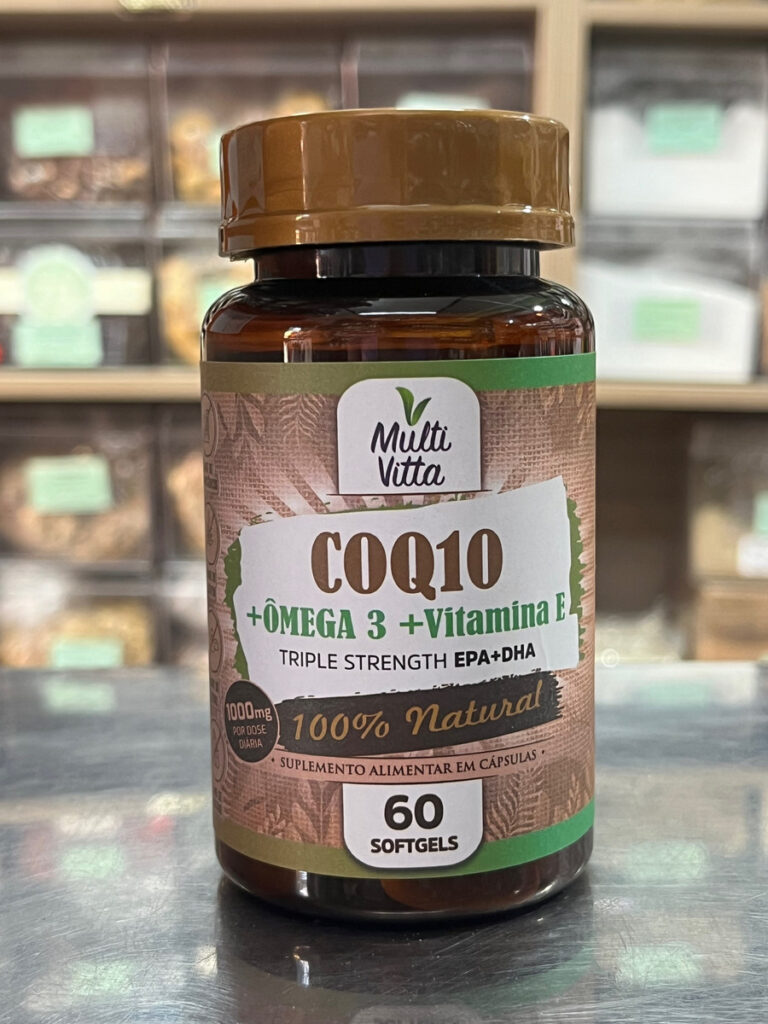 Multi
Vitta
COQ10
+ÔMEGA 3 +Vitamina E
TRIPLE STRENGTH EPA+DHA
1000mg
POR DOSE
DIÁRIA
100% Natural
• SUPLEMENTO ALIMENTAR EM CÁPSULAS •
60
SOFTGELS